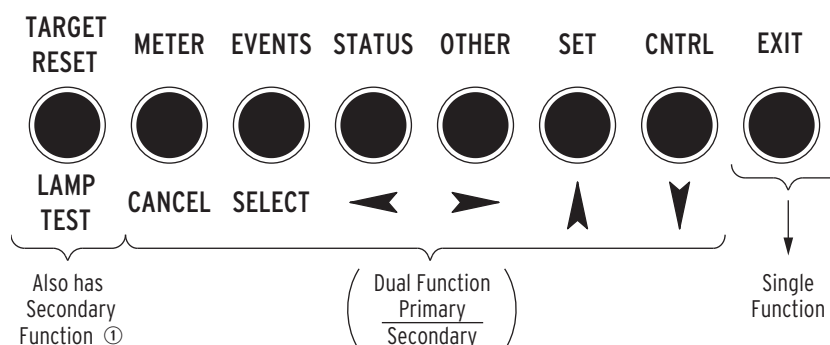 TARGET
RESET
METER
EVENTS
STATUS
OTHER
SET
CNTRL
EXIT
LAMP
TEST
CANCEL
SELECT
Also has
Secondary
Function ①
Dual Function
Primary
Secondary
Single
Function